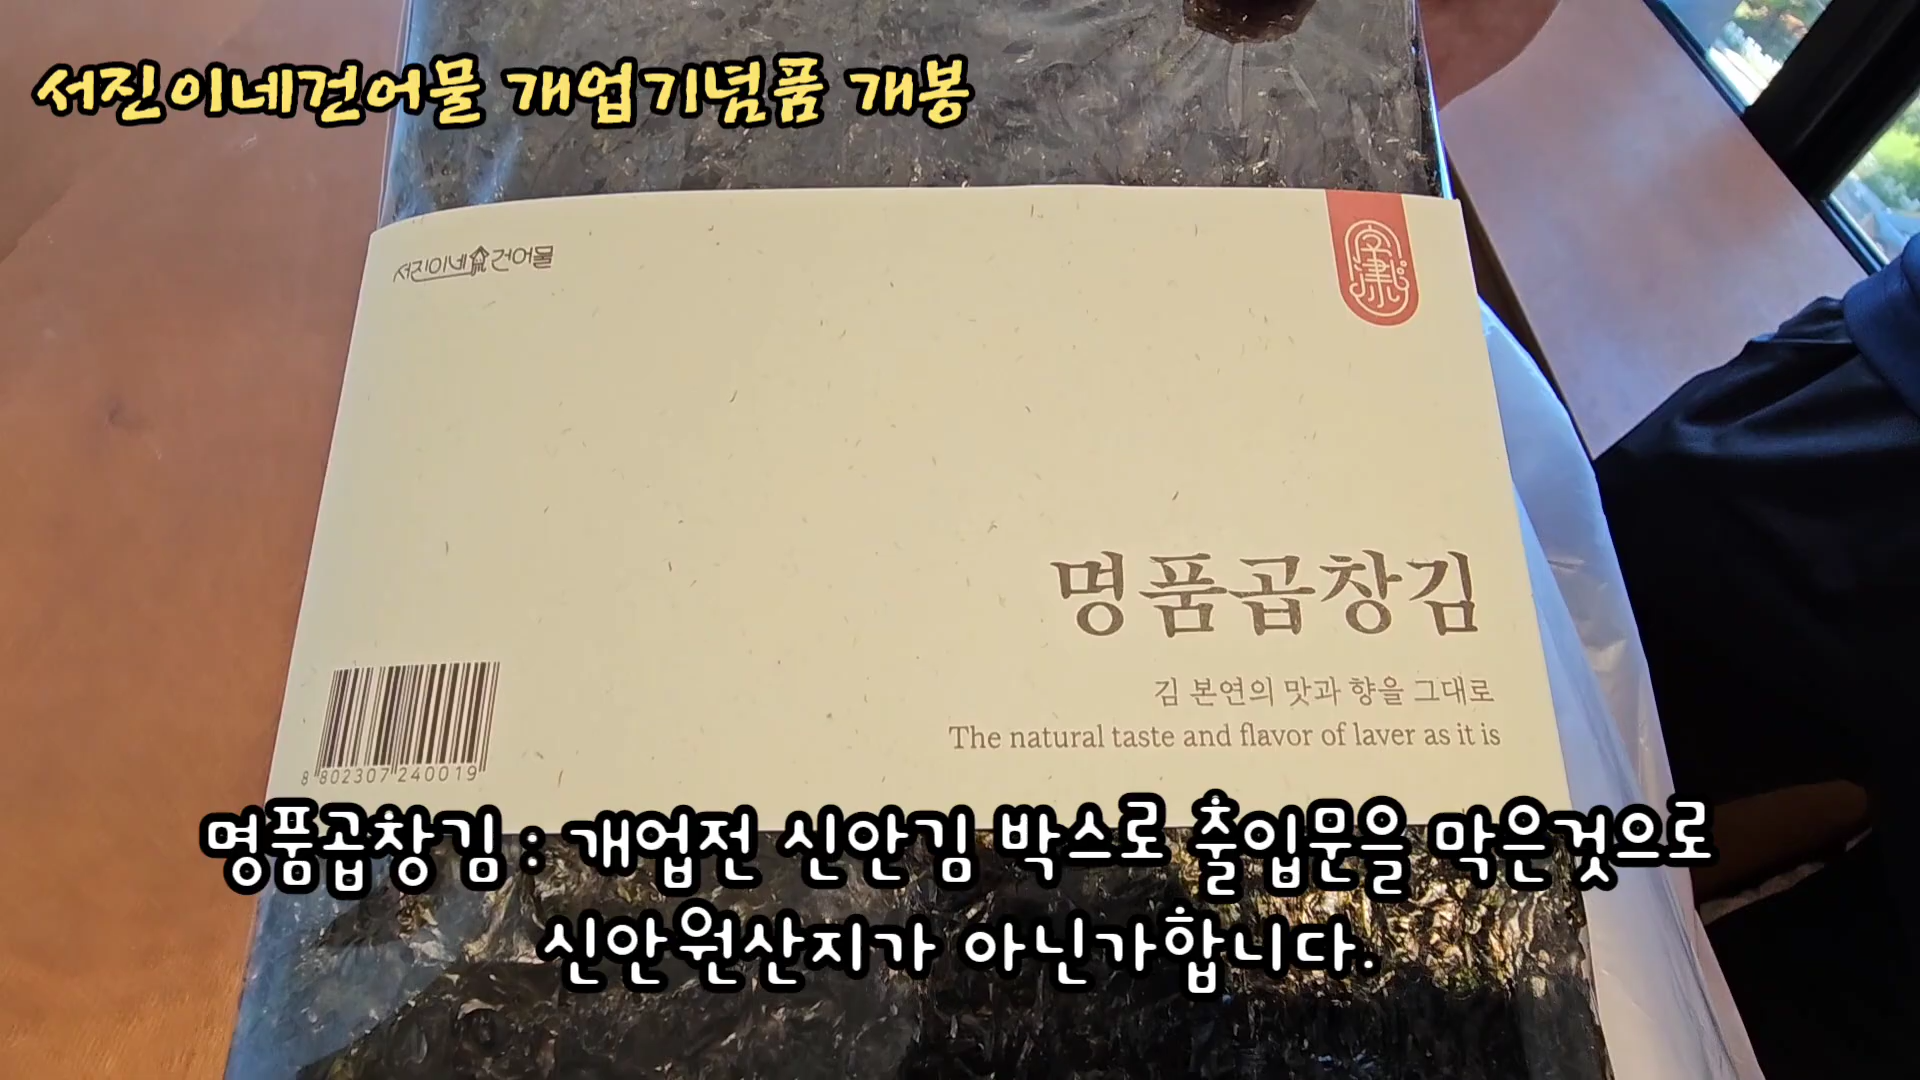 서진이네건어물 개업기념품 개봉
서진이네 건어물
명품곱창김
김 본연의 맛과 향을 그대로
The natural taste and flavor of laver as it is
8 802307 240019
명품곱창김 : 개업전 신안김 박스로 출입문을 막은것으로
신안원산지가 아닌가합니다.